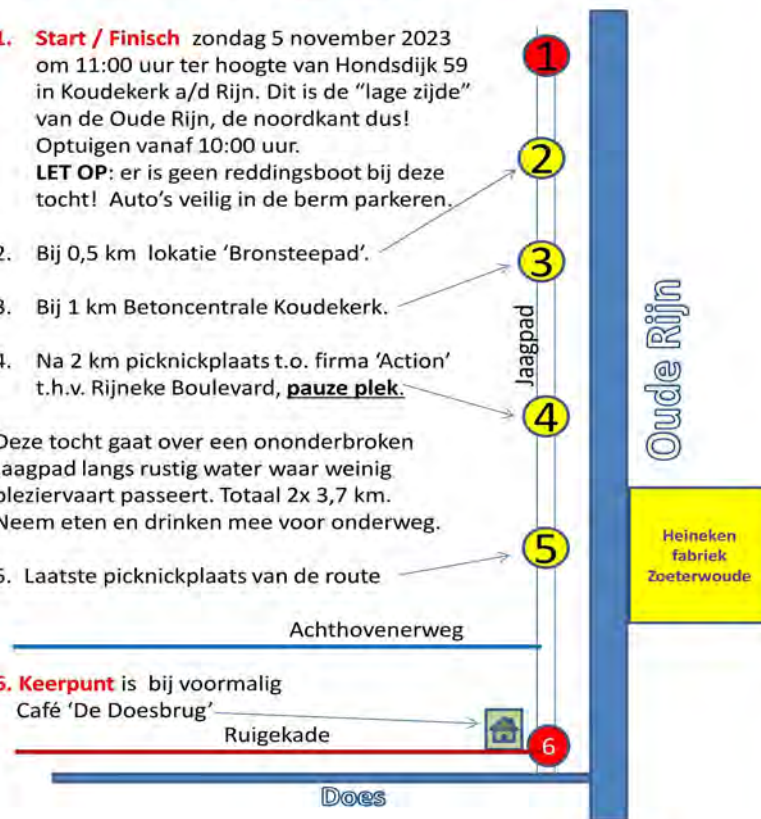 1. Start / Finisch zondag 5 november 2023
om 11:00 uur ter hoogte van Hondsdijk 59
in Koudekerk a/d Rijn. Dit is de “lage zijde”
van de Oude Rijn, de noordkant dus!
Optuigen vanaf 10:00 uur.
LET OP: er is geen reddingsboot bij deze
tocht! Auto’s veilig in de berm parkeren.
2. Bij 0,5 km lokatie ‘Bronsteepad’.
3. Bij 1 km Betoncentrale Koudekerk.
4. Na 2 km picknickplaats t.o. firma ‘Action’
t.h.v. Rijneke Boulevard, pauze plek.
Deze tocht gaat over een ononderbroken
jaagpad langs rustig water waar weinig
pleziervaart passeert. Totaal 2x 3,7 km.
Neem eten en drinken mee voor onderweg.
5. Laatste picknickplaats van de route
Achthovenerweg
6. Keerpunt is bij voormalig
Café ‘De Doesbrug’
Ruigekade
Does
1
2
3
Jaagpad
4
5
6
Oude Rijn
Heineken
fabriek
Zoeterwoude